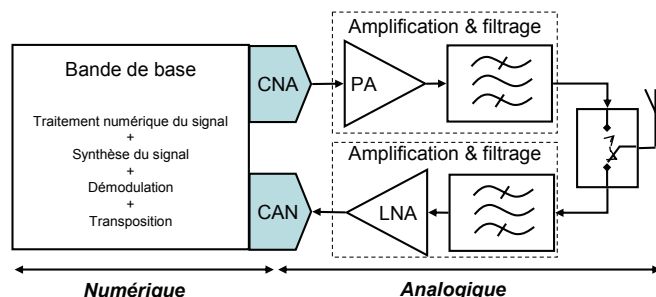 Amplification & filtrage
Bande de base
CNA
PA
Traitement numérique du signal
+
Synthèse du signal
+
Démodulation
+
Transposition
Amplification & filtrage
CAN
LNA
Numérique
Analogique